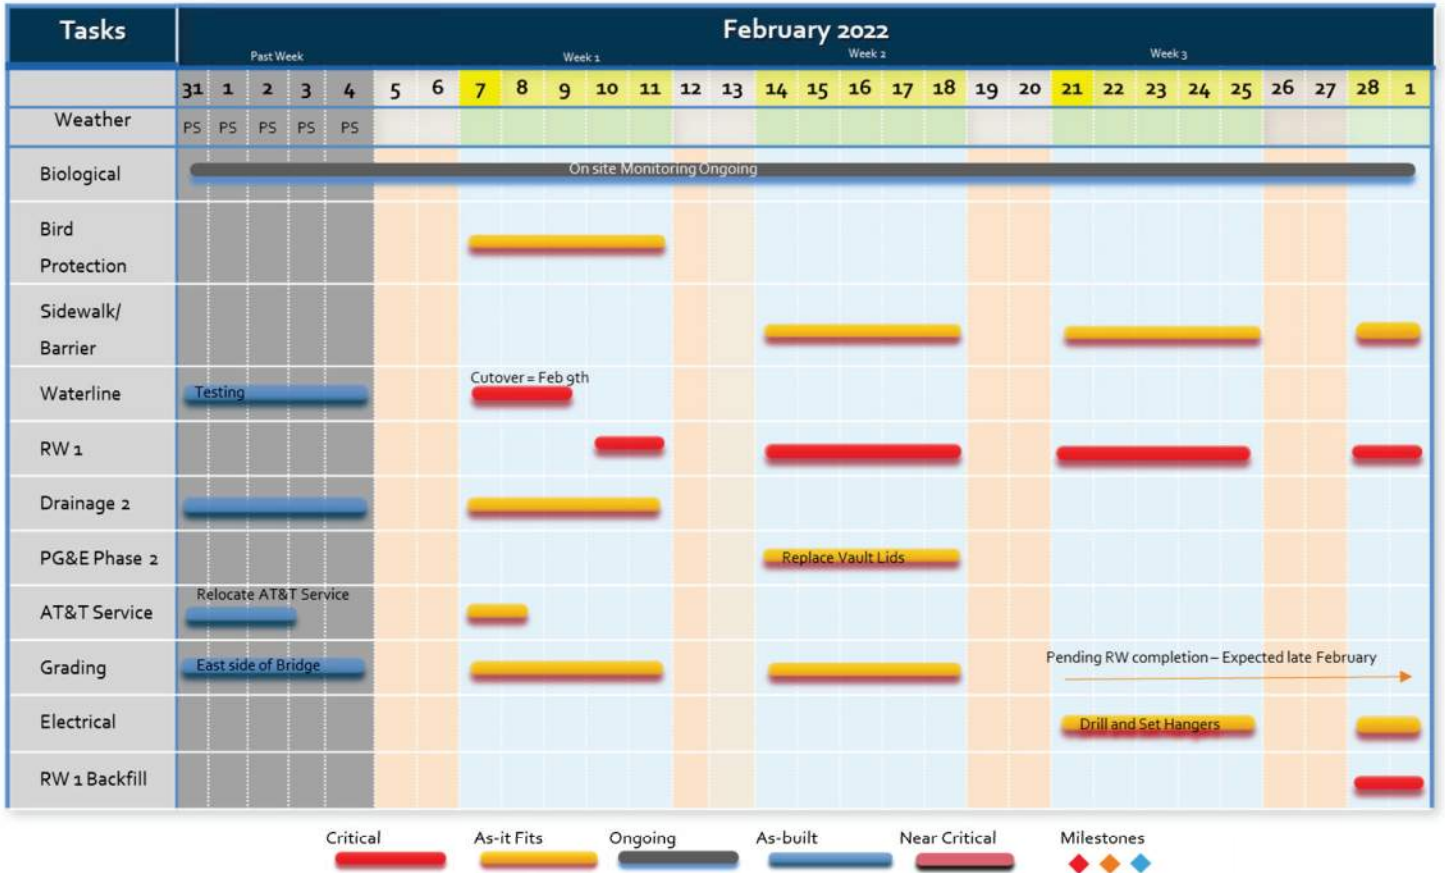 Tasks
February 2022
Past Week
Week 1
Week 2
Week 3
31 1 2 3 4 5 6 7 8 9 10 11 12 13 14 15 16 17 18 19 20 21 22 23 24 25 26 27 28 1
Weather
PS PS PS PS PS
Biological
On site Monitoring Ongoing
Bird
Protection
Sidewalk/
Barrier
Waterline
Testing
Cutover = Feb 9th
RW 1
Drainage 2
PG&E Phase 2
Replace Vault Lids
AT&T Service
Relocate AT&T Service
Grading
East side of Bridge
Pending RW completion – Expected late February
Electrical
Drill and Set Hangers
RW 1 Backfill
Critical
As-it Fits
Ongoing
As-built
Near Critical
Milestones